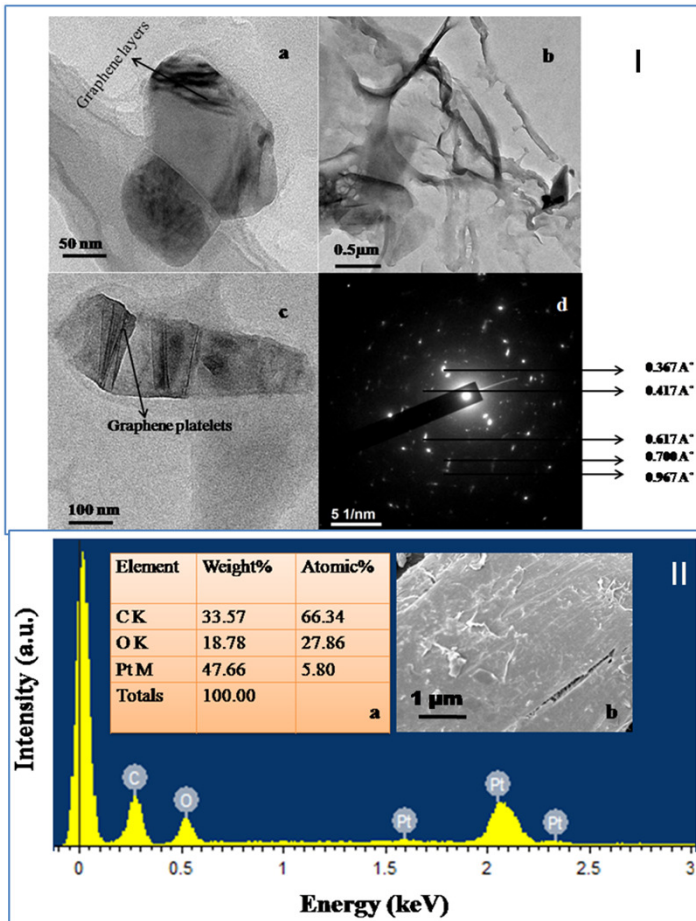 a
Graphene layers
50 nm
b
I
0.5µm
c
Graphene platelets
100 nm
d
0.367A°
0.417A°
0.617A°
0.700A°
0.967A°
5 1/nm
II
Element Weight% Atomic%
C K 33.57 66.34
O K 18.78 27.86
Pt M 47.66 5.80
Totals 100.00
a
1 µm
b
Intensity (a.u.)
C
O
Pt
Pt
Pt
0 0.5 1 1.5 2 2.5 3
Energy (keV)